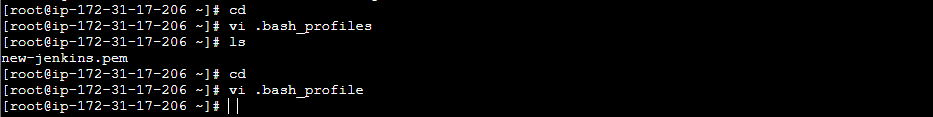 [root@ip-172-31-17-206 ~]# cd
[root@ip-172-31-17-206 ~]# vi .bash_profiles
[root@ip-172-31-17-206 ~]# ls
new-jenkins.pem
[root@ip-172-31-17-206 ~]# cd
[root@ip-172-31-17-206 ~]# vi .bash_profile
[root@ip-172-31-17-206 ~]#